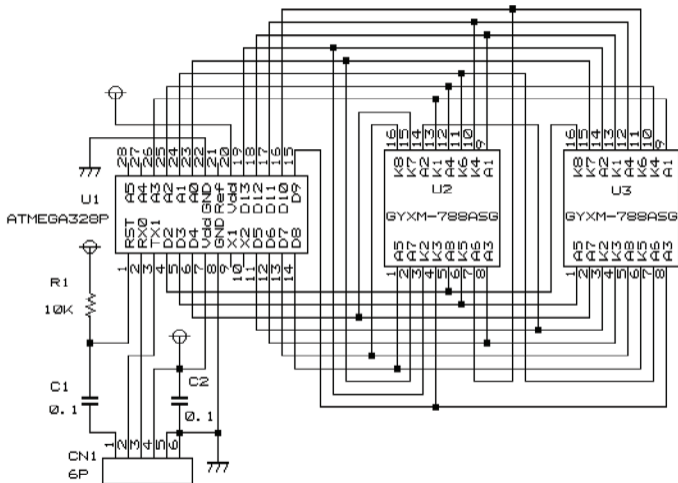 28 27 26 25 24 23 22 21 20 19 18 17 16 15
A5 A4 A3 A2 A1 A0 GND Ref Vdd D13 D12 D11 D10 D9
U1
ATMEGA328P
RST RX0 TX1 D2 D3 D4 Vdd GND X1 X2 D5 D6 D7 D8
1 2 3 4 5 6 7 8 9 10 11 12 13 14
16 15 14 13 12 11 10 9
K8 K7 A2 K1 A4 K6 K4 A1
U2
GYXM-788ASG
A5 A7 K2 K3 A8 K5 A6 A3
1 2 3 4 5 6 7 8
16 15 14 13 12 11 10 9
K8 K7 A2 K1 A4 K6 K4 A1
U3
GYXM-788ASG
A5 A7 K2 K3 A8 K5 A6 A3
1 2 3 4 5 6 7 8
R1
10K
C1
0.1
C2
0.1
1 2 3 4 5 6
CN1
6P